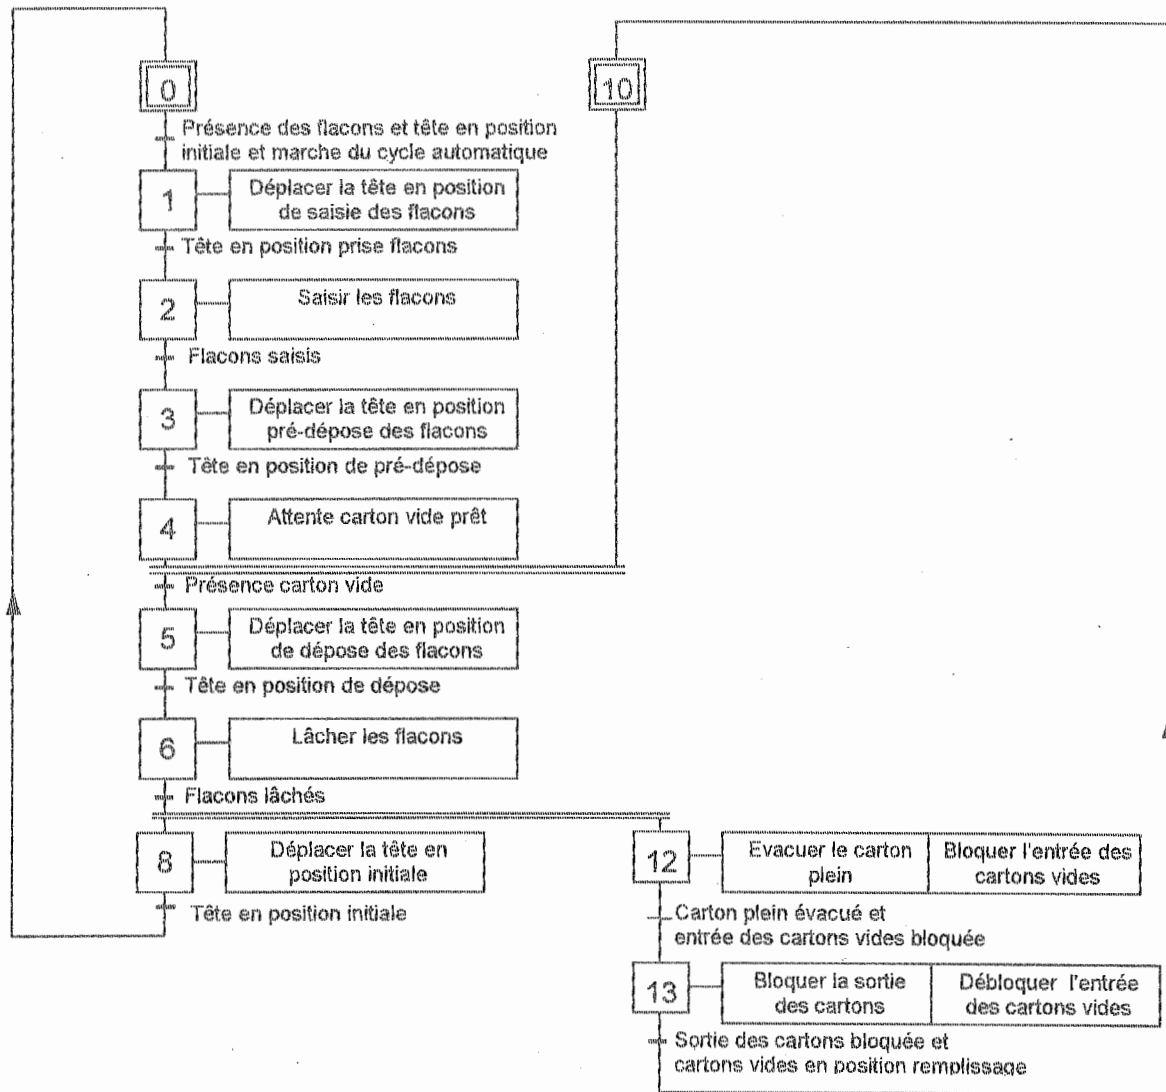 0
10
Présence des flacons et tête en position
initiale et marche du cycle automatique
1
Déplacer la tête en position
de saisie des flacons
Tête en position prise flacons
2
Saisir les flacons
Flacons saisis
3
Déplacer la tête en position
pré-dépose des flacons
Tête en position de pré-dépose
4
Attente carton vide prêt
Présence carton vide
5
Déplacer la tête en position
de dépose des flacons
Tête en position de dépose
6
Lâcher les flacons
Flacons lâchés
8
Déplacer la tête en
position initiale
Tête en position initiale
12
Evacuer le carton
plein
Bloquer l'entrée des
cartons vides
Carton plein évacué et
entrée des cartons vides bloquée
13
Bloquer la sortie
des cartons
Débloquer l'entrée
des cartons vides
Sortie des cartons bloquée et
cartons vides en position remplissage